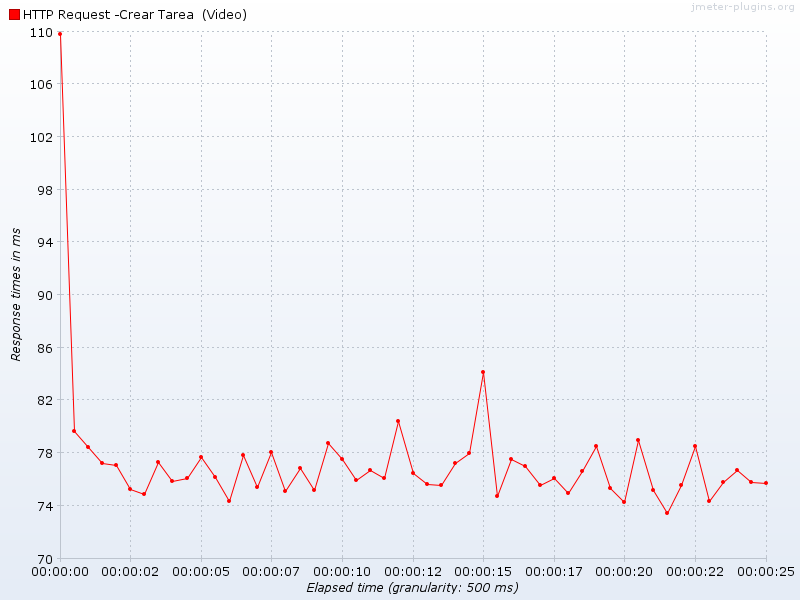 jmeter-plugins.org
HTTP Request -Crear Tarea (Video)
110
106
102
98
94
90
86
82
78
74
70
Response times in ms
00:00:00 00:00:02 00:00:05 00:00:07 00:00:10 00:00:12 00:00:15 00:00:17 00:00:20 00:00:22 00:00:25
Elapsed time (granularity: 500 ms)